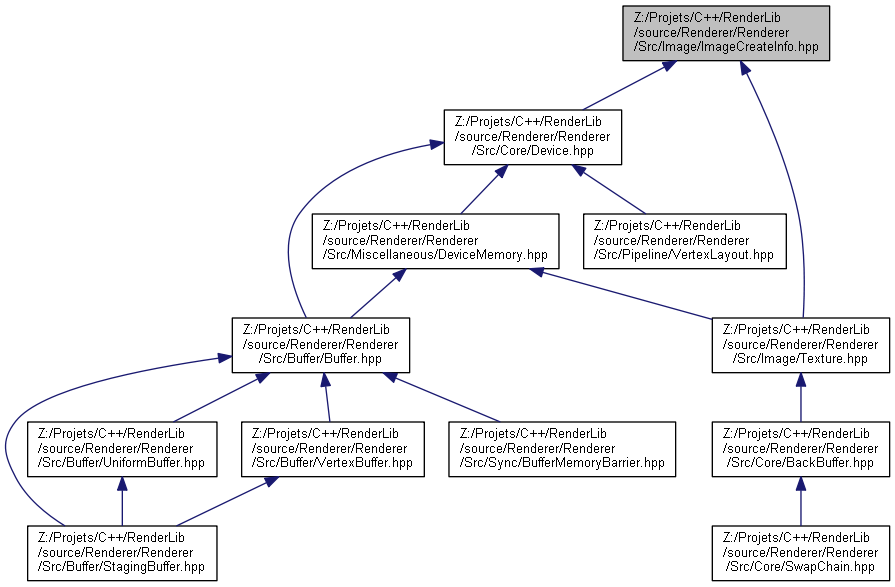 Z:/Projets/C++/RenderLib
/source/Renderer/Renderer
/Src/Image/ImageCreateInfo.hpp
Z:/Projets/C++/RenderLib
/source/Renderer/Renderer
/Src/Core/Device.hpp
Z:/Projets/C++/RenderLib
/source/Renderer/Renderer
/Src/Miscellaneous/DeviceMemory.hpp
Z:/Projets/C++/RenderLib
/source/Renderer/Renderer
/Src/Pipeline/VertexLayout.hpp
Z:/Projets/C++/RenderLib
/source/Renderer/Renderer
/Src/Buffer/Buffer.hpp
Z:/Projets/C++/RenderLib
/source/Renderer/Renderer
/Src/Image/Texture.hpp
Z:/Projets/C++/RenderLib
/source/Renderer/Renderer
/Src/Buffer/UniformBuffer.hpp
Z:/Projets/C++/RenderLib
/source/Renderer/Renderer
/Src/Buffer/VertexBuffer.hpp
Z:/Projets/C++/RenderLib
/source/Renderer/Renderer
/Src/Sync/BufferMemoryBarrier.hpp
Z:/Projets/C++/RenderLib
/source/Renderer/Renderer
/Src/Core/BackBuffer.hpp
Z:/Projets/C++/RenderLib
/source/Renderer/Renderer
/Src/Buffer/StagingBuffer.hpp
Z:/Projets/C++/RenderLib
/source/Renderer/Renderer
/Src/Core/SwapChain.hpp